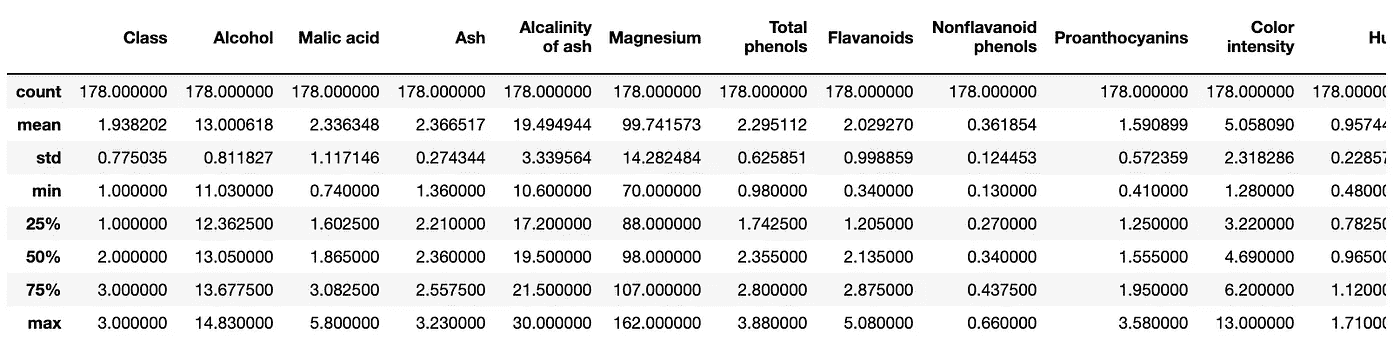 Class Alcohol Malic acid Ash Alcalinity of ash Magnesium Total phenols Flavanoids Nonflavanoid phenols Proanthocyanins Color intensity Hu
count 178.000000 178.000000 178.000000 178.000000 178.000000 178.000000 178.000000 178.000000 178.000000 178.000000 178.000000 178.00000
mean 1.938202 13.000618 2.336348 2.366517 19.494944 99.741573 2.295112 2.029270 0.361854 1.590899 5.058090 0.95744
std 0.775035 0.811827 1.117146 0.274344 3.339564 14.282484 0.625851 0.998859 0.124453 0.572359 2.318286 0.22857
min 1.000000 11.030000 0.740000 1.360000 10.600000 70.000000 0.980000 0.340000 0.130000 0.410000 1.280000 0.48000
25% 1.000000 12.362500 1.602500 2.210000 17.200000 88.000000 1.742500 1.205000 0.270000 1.250000 3.220000 0.78250
50% 2.000000 13.050000 1.865000 2.360000 19.500000 98.000000 2.355000 2.135000 0.340000 1.555000 4.690000 0.96500
75% 3.000000 13.677500 3.082500 2.557500 21.500000 107.000000 2.800000 2.875000 0.437500 1.950000 6.200000 1.12000
max 3.000000 14.830000 5.800000 3.230000 30.000000 162.000000 3.880000 5.080000 0.660000 3.580000 13.000000 1.71000